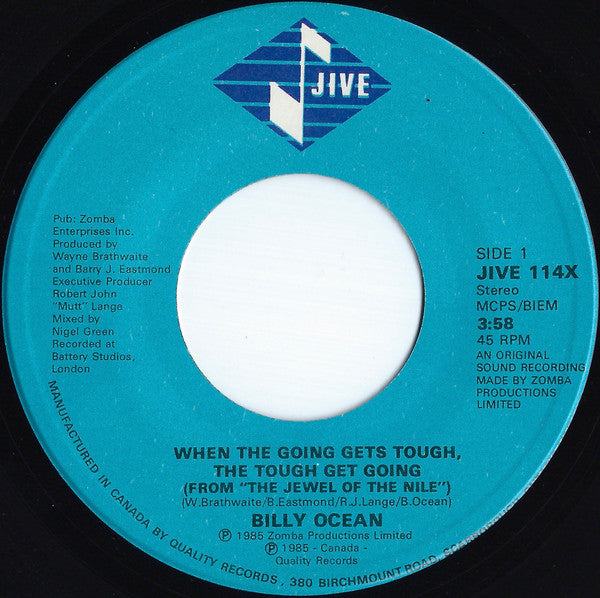 JIVE
Pub: Zomba
Enterprises Inc.
Produced by
Wayne Brathwaite
and Barry J. Eastmond
Executive Producer
Robert John
"Mutt" Lange
Mixed by
Nigel Green
Recorded at
Battery Studios,
London
SIDE 1
JIVE 114X
Stereo
MCPS/BIEM
3:58
45 RPM
AN ORIGINAL
SOUND RECORDING
MADE BY ZOMBA
PRODUCTIONS
LIMITED
WHEN THE GOING GETS TOUGH,
THE TOUGH GET GOING
(FROM "THE JEWEL OF THE NILE")
(W.Brathwaite/B.Eastmond/R.J.Lange/B.Ocean)
BILLY OCEAN
Ⓟ 1985 Zomba Productions Limited
Ⓟ 1985 - Canada -
Quality Records
MANUFACTURED IN CANADA BY QUALITY RECORDS, 380 BIRCHMOUNT ROAD,